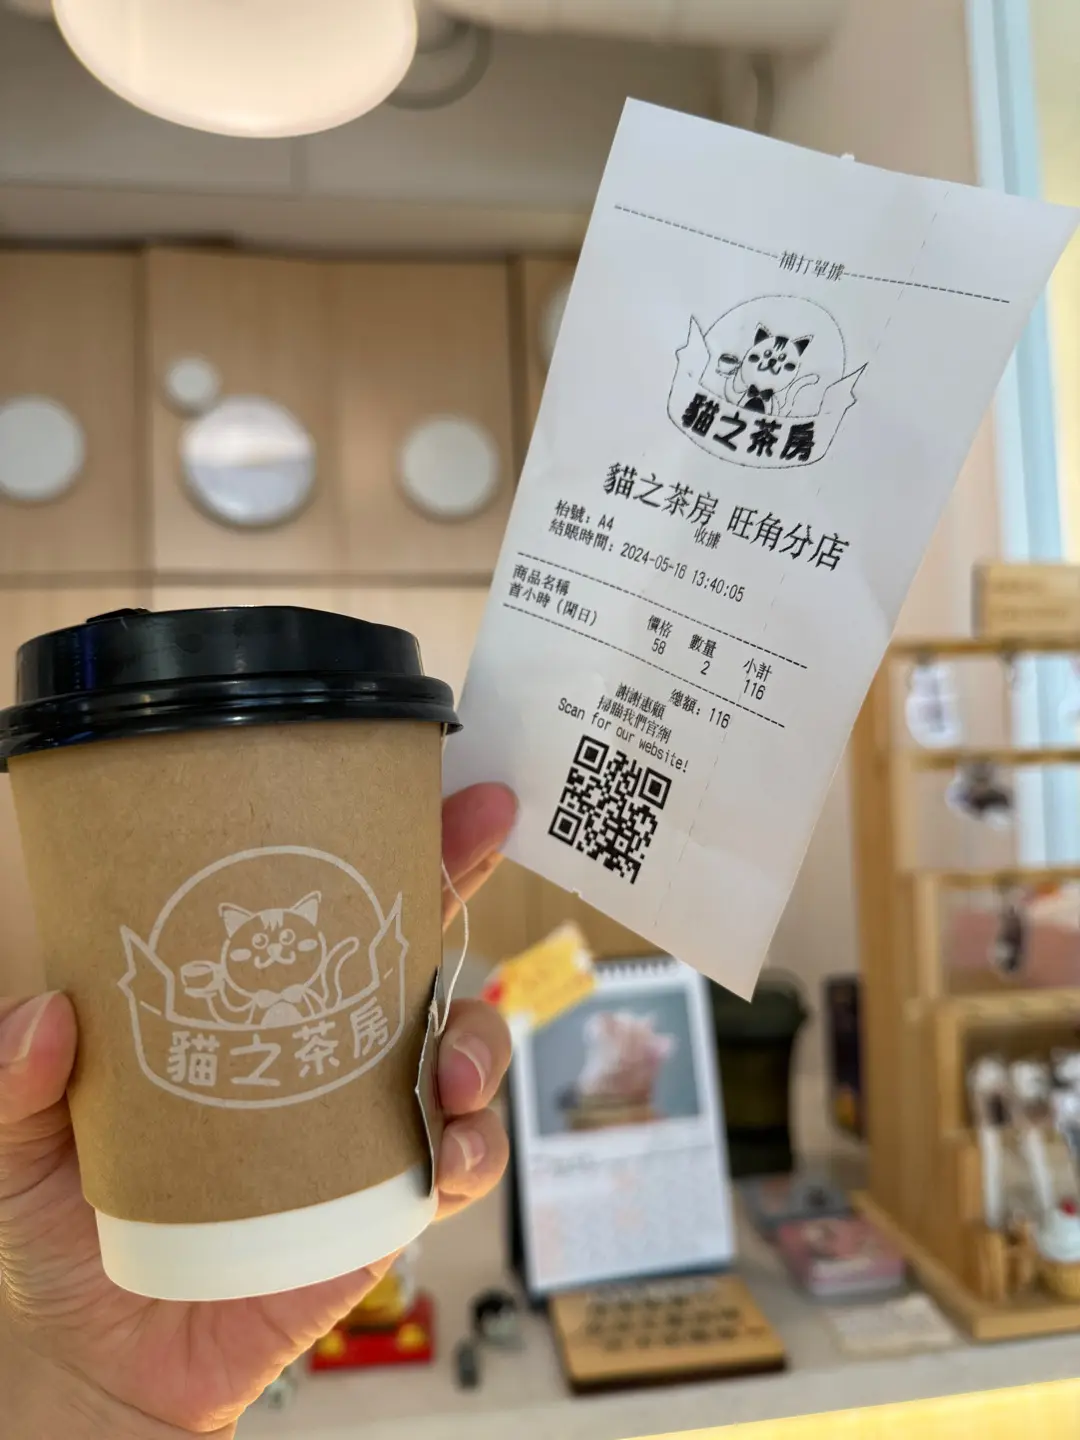 補打單據
貓之茶房
貓之茶房 旺角分店
收據
枱號: A4
結賬時間: 2024-05-16 13:40:05
商品名稱 價格 數量 小計
首小時 (閑日) 58 2 116
總額: 116
謝謝惠顧
掃瞄我們官網
Scan for our website!
貓之茶房